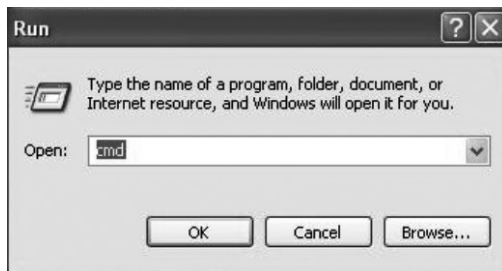 Run
Type the name of a program, folder, document, or
Internet resource, and Windows will open it for you.
Open: cmd
OK Cancel Browse...